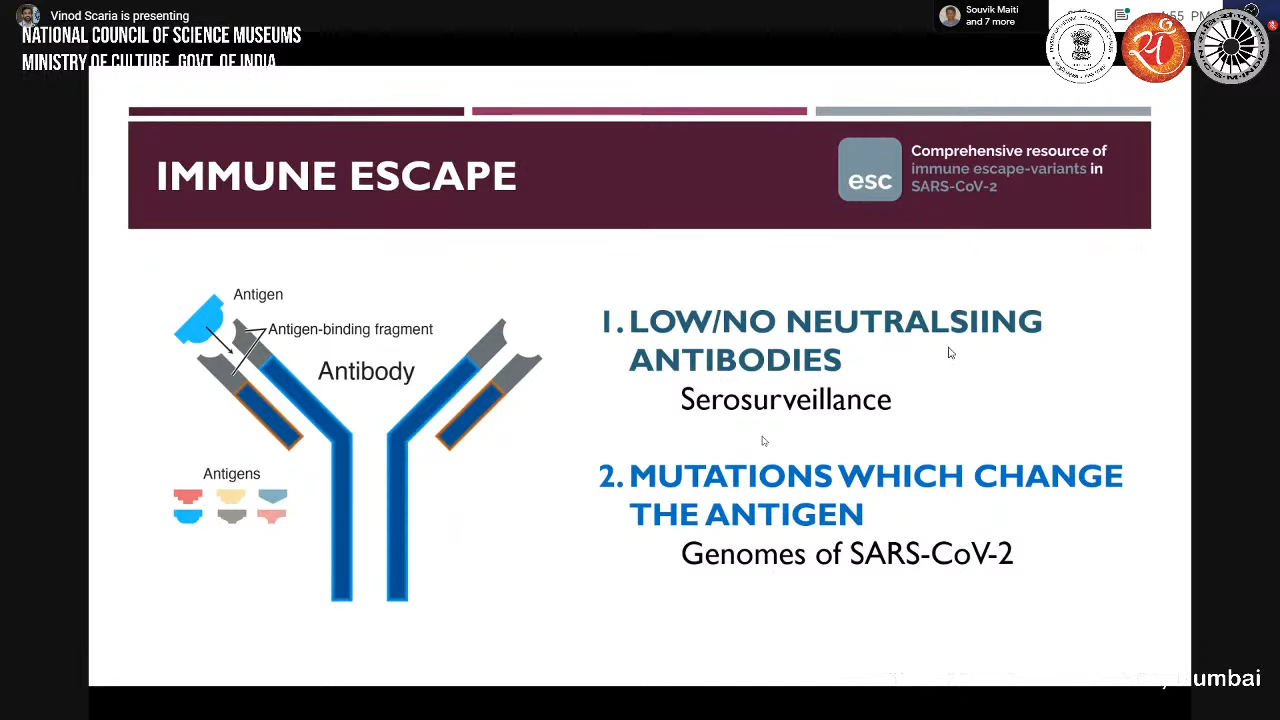 Vinod Scaria is presenting
NATIONAL COUNCIL OF SCIENCE MUSEUMS
MINISTRY OF CULTURE, GOVT. OF INDIA
Souvik Maiti
and 7 more
PM
IMMUNE ESCAPE
esc
Comprehensive resource of
immune escape-variants in
SARS-CoV-2
Antigen
Antigen-binding fragment
Antibody
Antigens
1. LOW/NO NEUTRALSIING
ANTIBODIES
Serosurveillance
2. MUTATIONS WHICH CHANGE
THE ANTIGEN
Genomes of SARS-CoV-2